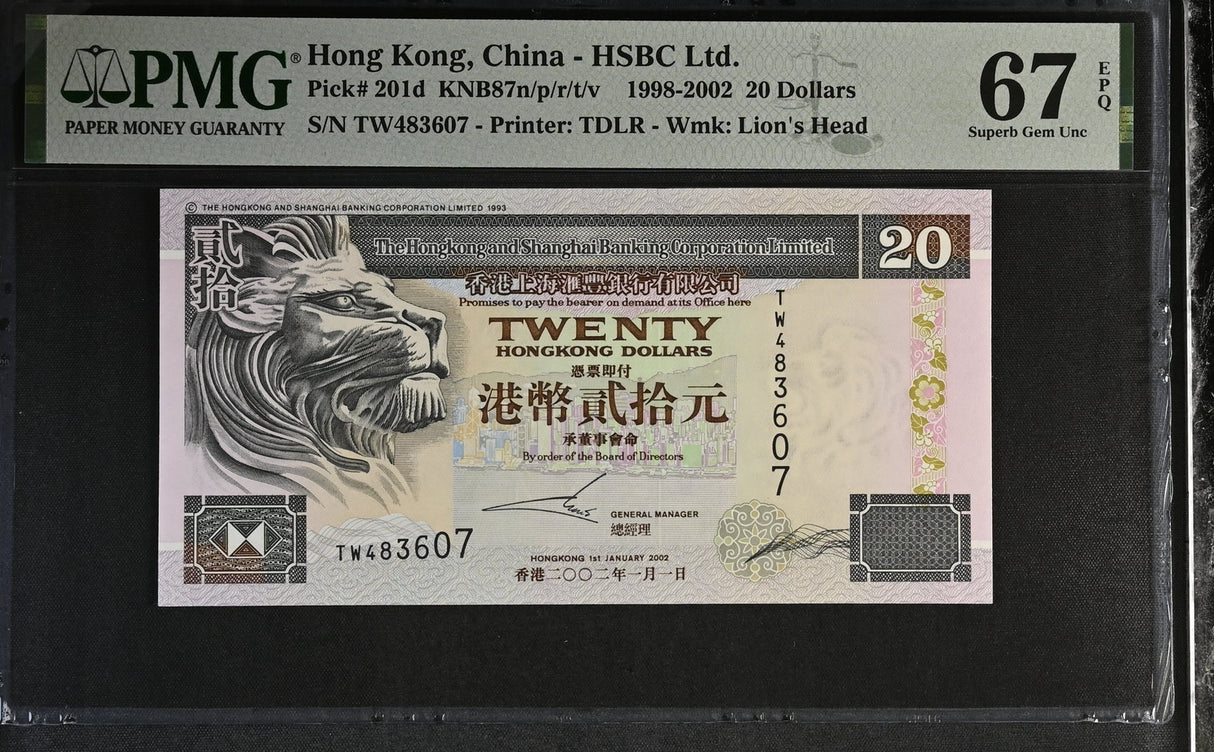 PMG®
PAPER MONEY GUARANTY
Hong Kong, China - HSBC Ltd.
Pick# 201d KNB87n/p/r/t/v 1998-2002 20 Dollars
S/N TW483607 - Printer: TDLR - Wmk: Lion's Head
67
EPQ
Superb Gem Unc
© THE HONGKONG AND SHANGHAI BANKING CORPORATION LIMITED 1993
貳拾
The Hongkong and Shanghai Banking Corporation Limited
20
香港上海滙豐銀行有限公司
Promises to pay the bearer on demand at its Office here
TWENTY
HONGKONG DOLLARS
憑票即付
港幣貳拾元
承董事會命
By order of the Board of Directors
TW483607
GENERAL MANAGER
總經理
TW483607
HONGKONG 1st JANUARY 2002
香港二〇〇二年一月一日